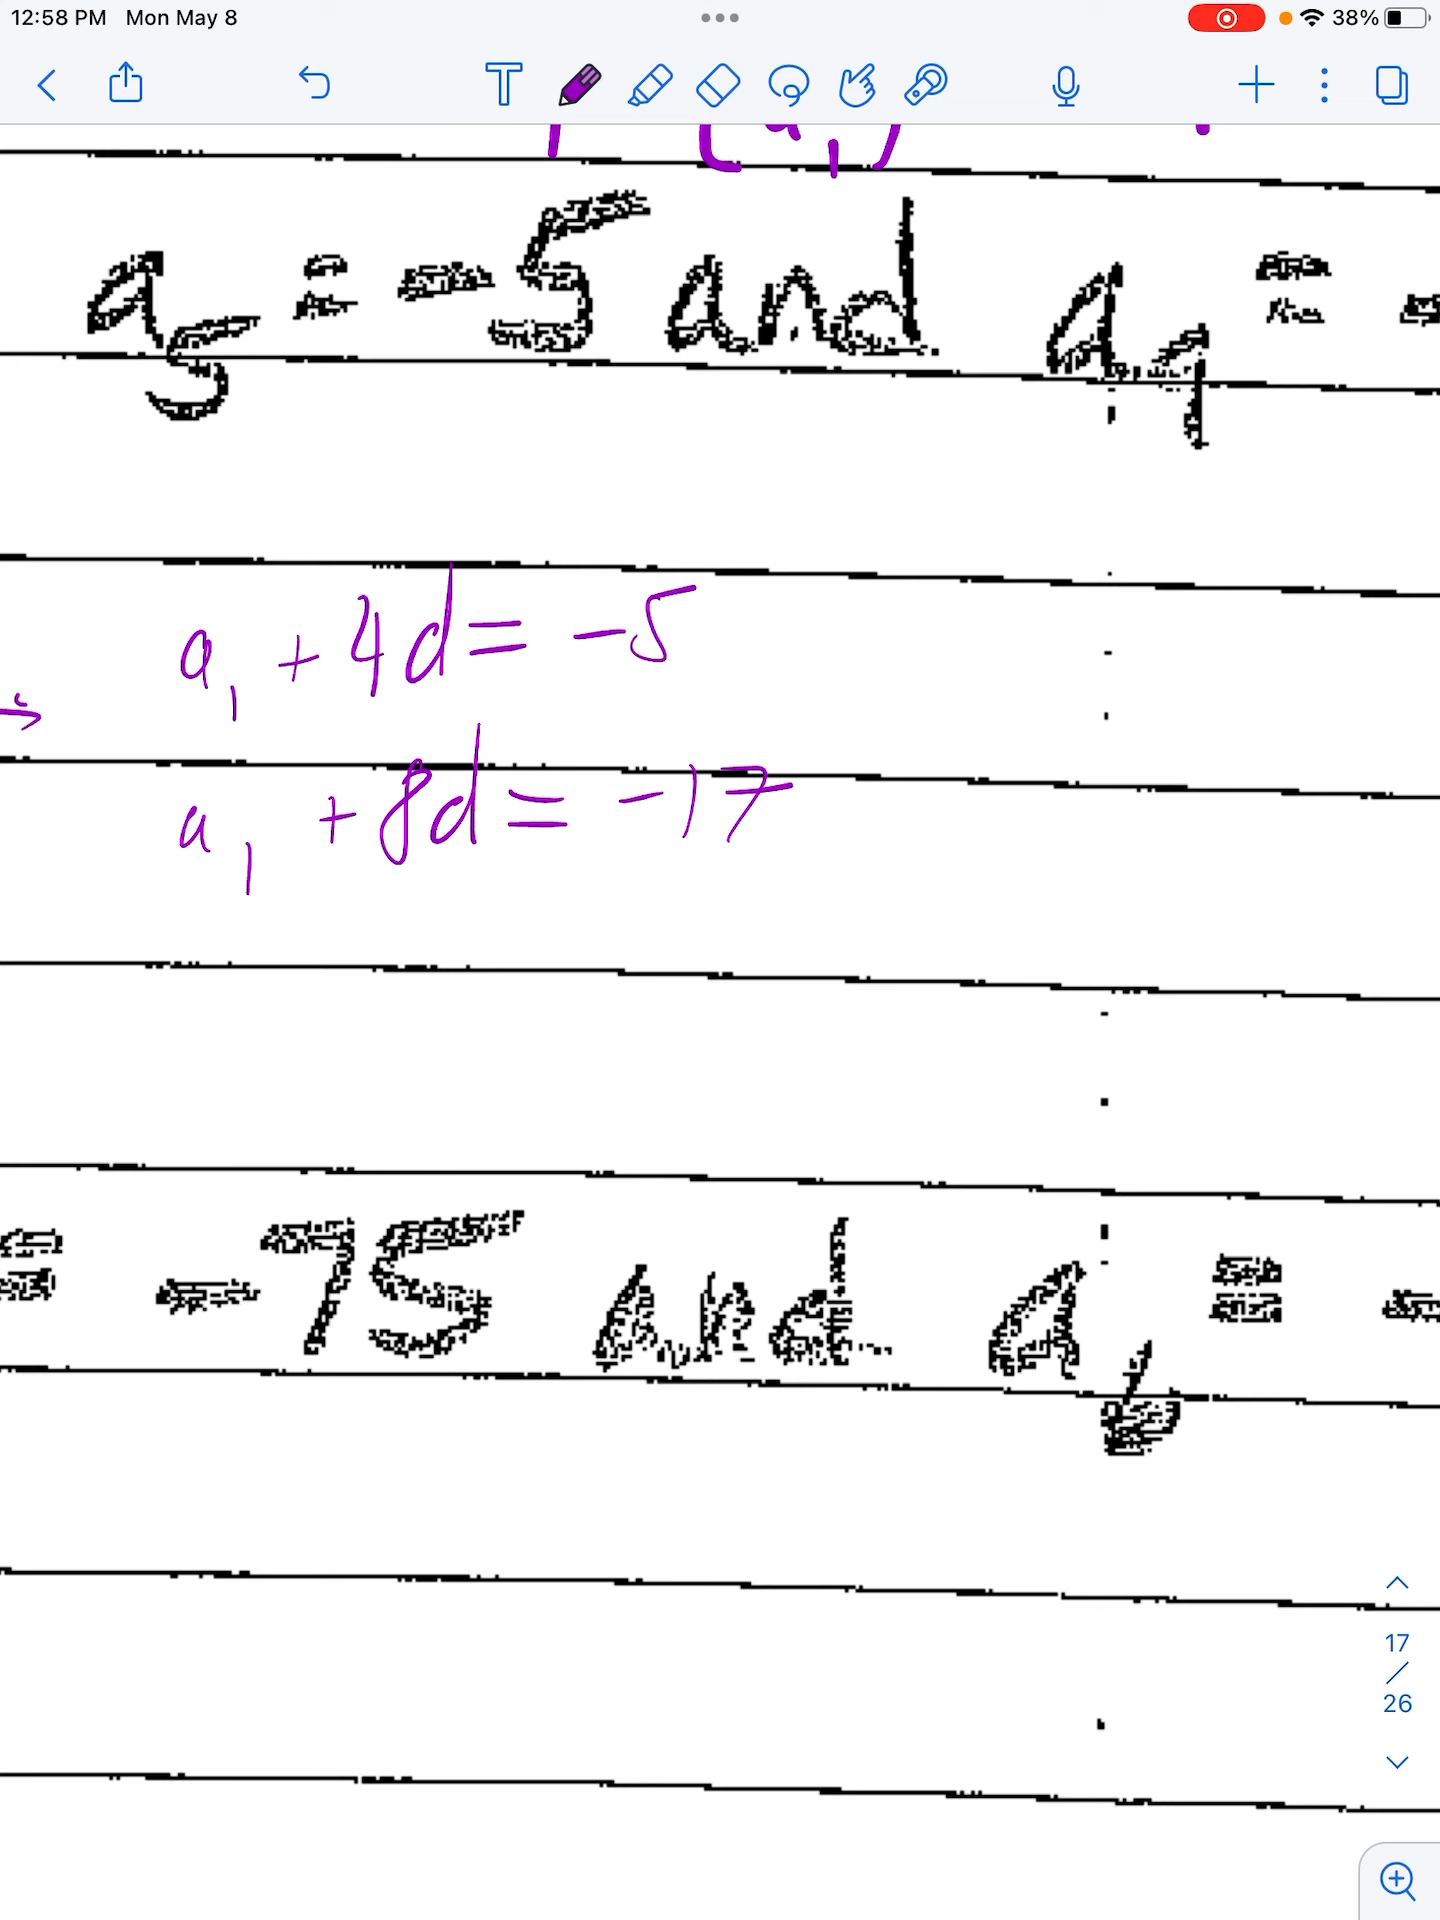 12:58 PM Mon May 8 38%
T
a₅ = -5 and a₉ = -
a₁ + 4d = -5
a₁ + 8d = -17
= -75 and a₆ = -
17
/
26